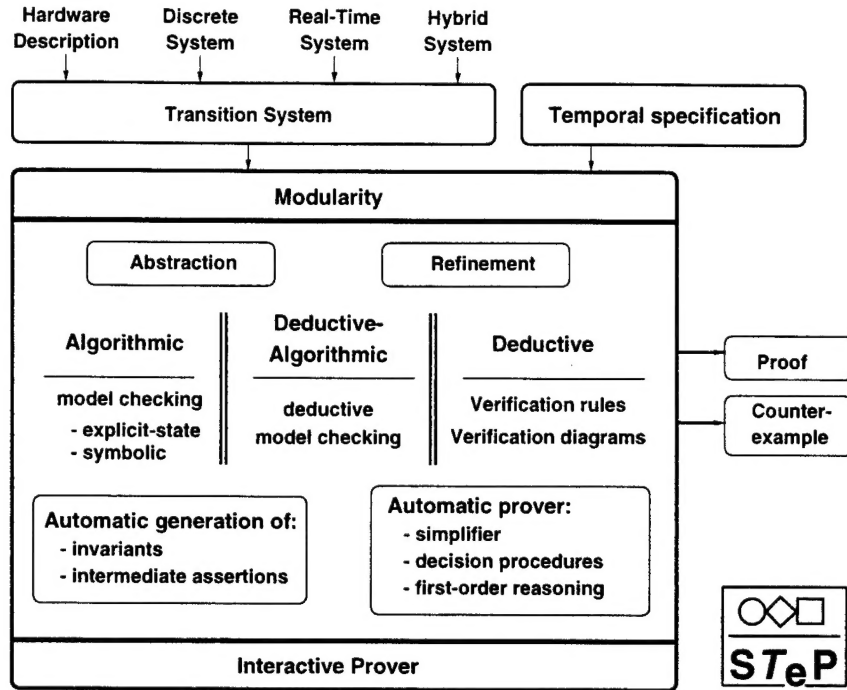 Hardware Description
Discrete System
Real-Time System
Hybrid System
Transition System
Temporal specification
Modularity
Abstraction
Refinement
Algorithmic
model checking
- explicit-state
- symbolic
Deductive-
Algorithmic
deductive
model checking
Deductive
Verification rules
Verification diagrams
Proof
Counter-
example
Automatic generation of:
- invariants
- intermediate assertions
Automatic prover:
- simplifier
- decision procedures
- first-order reasoning
Interactive Prover
STeP